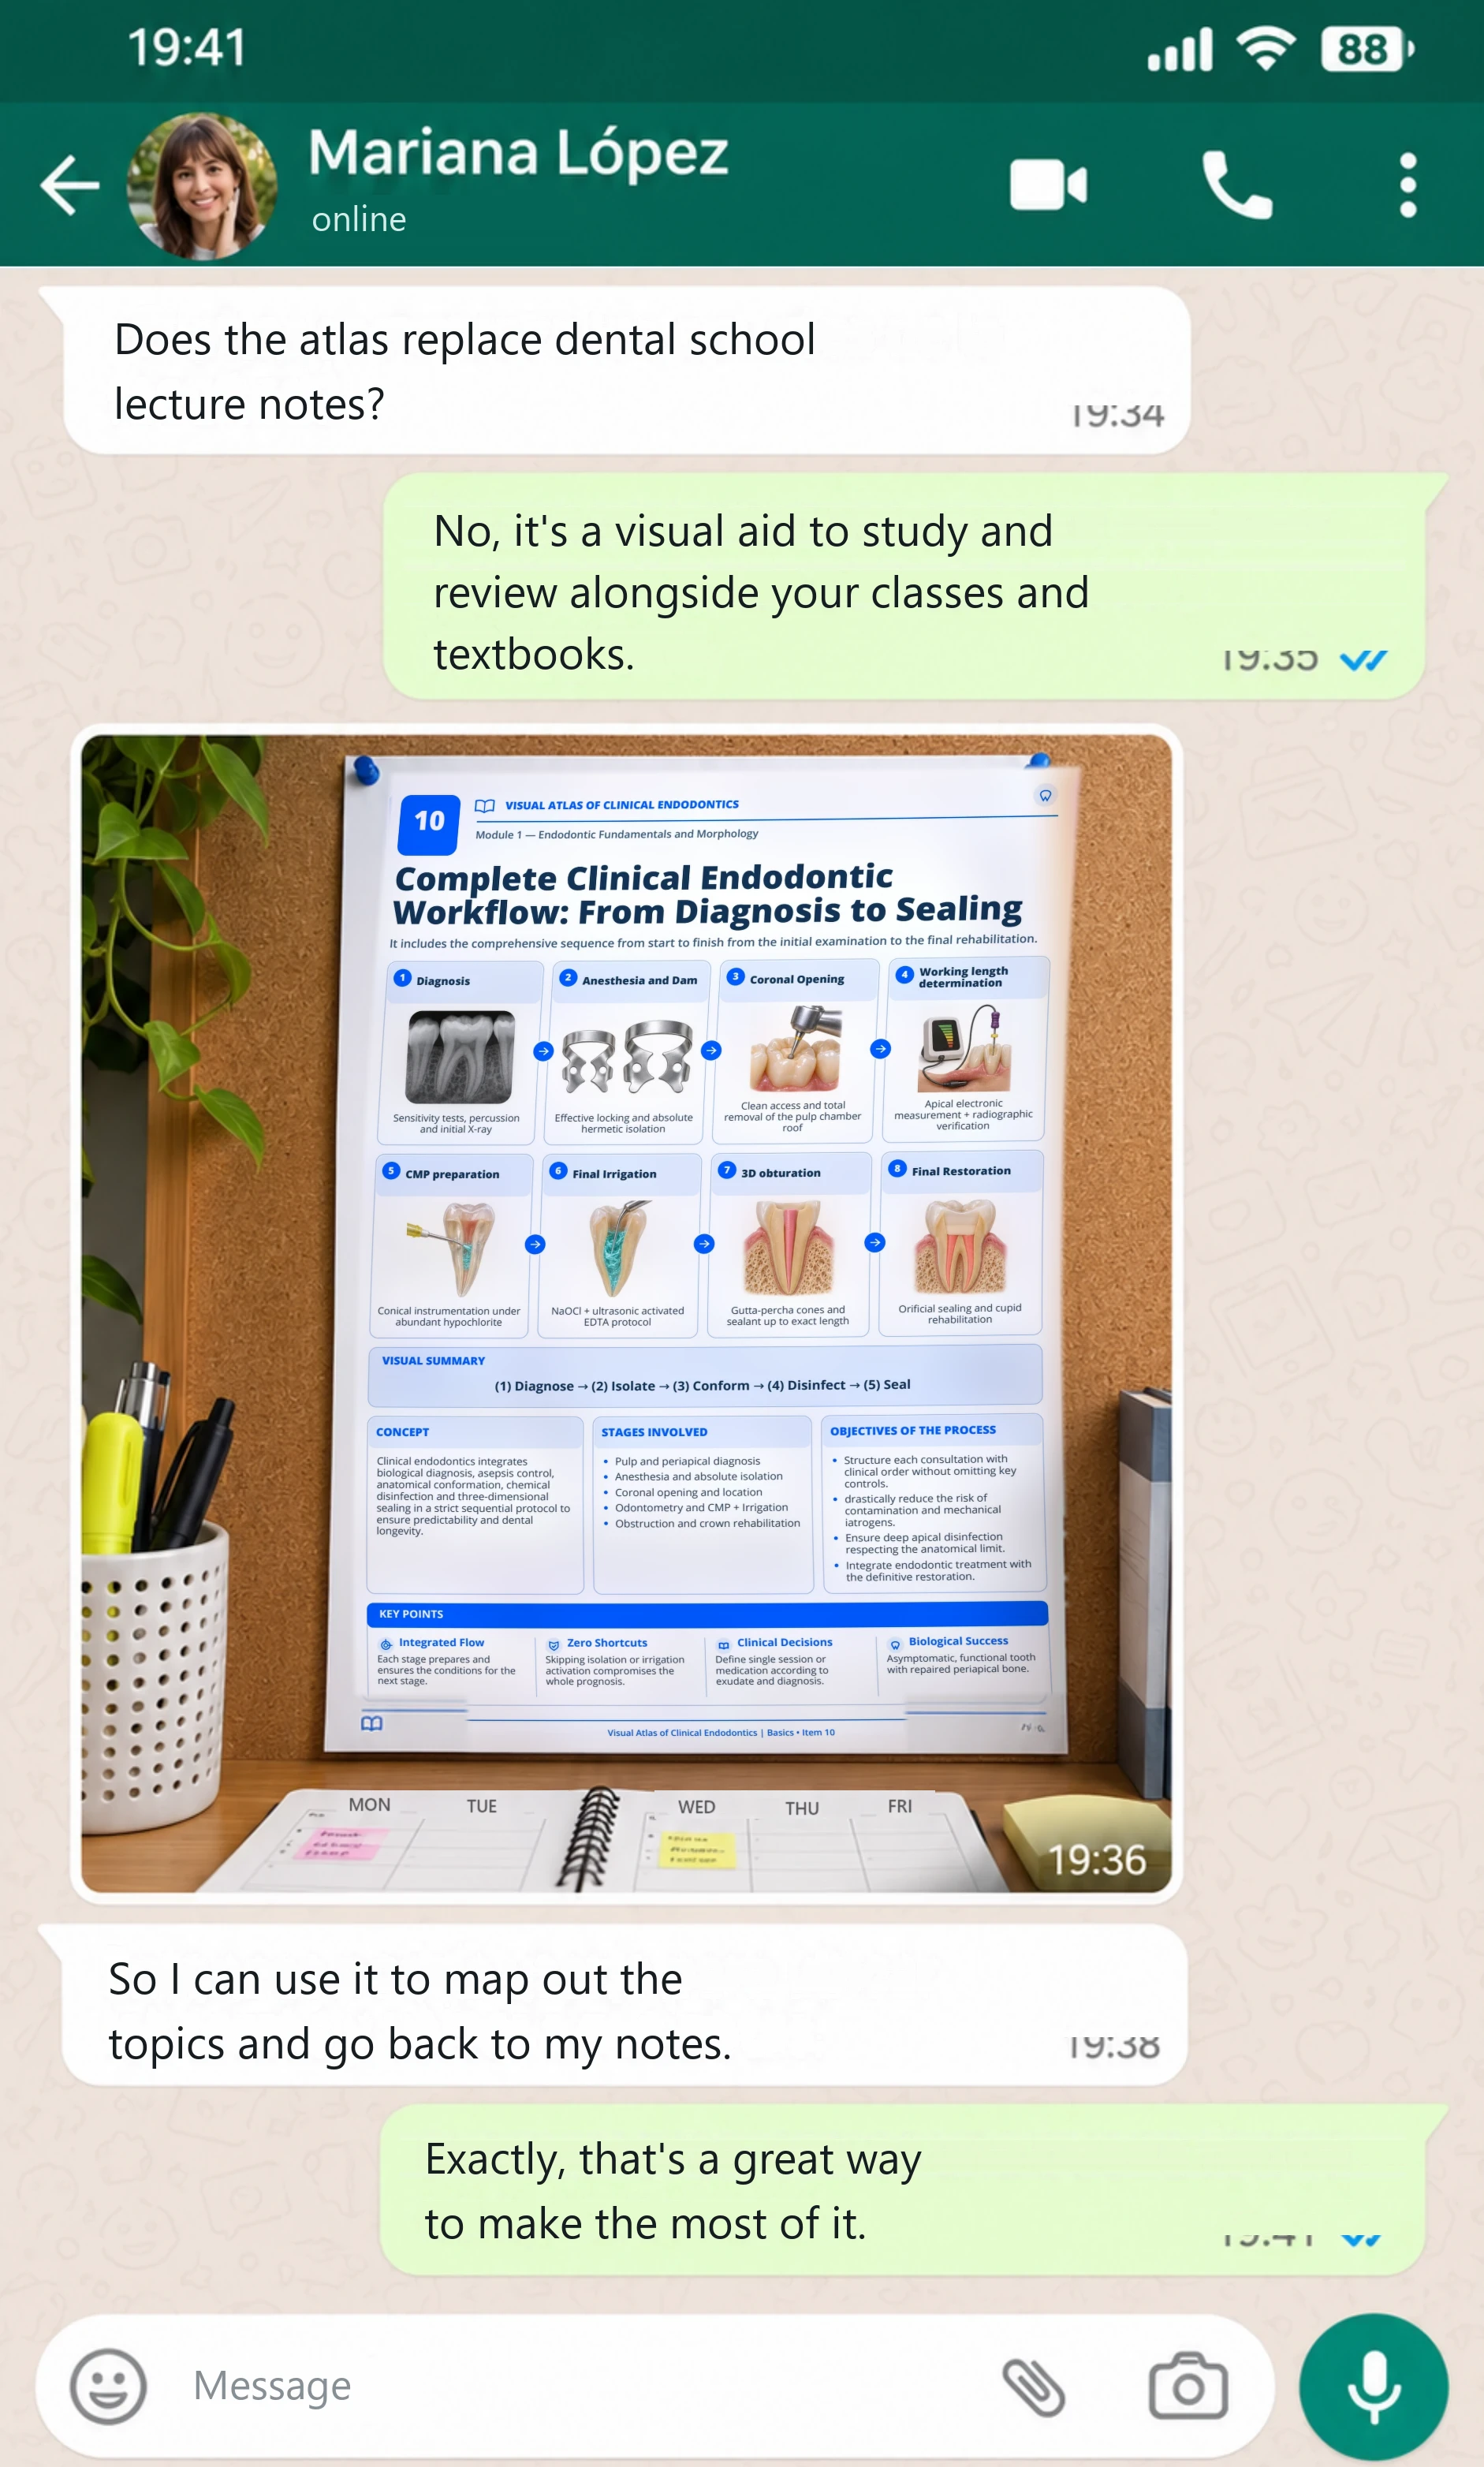 19:41
88
Mariana López
online
Does the atlas replace dental school
lecture notes?
19:34
No, it's a visual aid to study and
review alongside your classes and
textbooks.
19:35
10
VISUAL ATLAS OF CLINICAL ENDODONTICS
Module 1 — Endodontic Fundamentals and Morphology
Complete Clinical Endodontic
Workflow: From Diagnosis to Sealing
It includes the comprehensive sequence from start to finish from the initial examination to the final rehabilitation.
1 Diagnosis
Sensitivity tests, percussion
and initial X-ray
2 Anesthesia and Dam
Effective locking and absolute
hermetic isolation
3 Coronal Opening
Clean access and total
removal of the pulp chamber
roof
4 Working length
determination
Apical electronic
measurement + radiographic
verification
5 CMP preparation
Conical instrumentation under
abundant hypochlorite
6 Final Irrigation
NaOCl + ultrasonic activated
EDTA protocol
7 3D obturation
Gutta-percha cones and
sealant up to exact length
8 Final Restoration
Orificial sealing and cupid
rehabilitation
VISUAL SUMMARY
(1) Diagnose → (2) Isolate → (3) Conform → (4) Disinfect → (5) Seal
CONCEPT
Clinical endodontics integrates
biological diagnosis, asepsis control,
anatomical conformation, chemical
disinfection and three-dimensional
sealing in a strict sequential protocol to
ensure predictability and dental
longevity.
STAGES INVOLVED
• Pulp and periapical diagnosis
• Anesthesia and absolute isolation
• Coronal opening and location
• Odontometry and CMP + Irrigation
• Obstruction and crown rehabilitation
OBJECTIVES OF THE PROCESS
• Structure each consultation with
clinical order without omitting key
controls.
• drastically reduce the risk of
contamination and mechanical
iatrogens.
• Ensure deep apical disinfection
respecting the anatomical limit.
• Integrate endodontic treatment with
the definitive restoration.
KEY POINTS
Integrated Flow
Each stage prepares and
ensures the conditions for the
next stage.
Zero Shortcuts
Skipping isolation or irrigation
activation compromises the
whole prognosis.
Clinical Decisions
Define single session or
medication according to
exudate and diagnosis.
Biological Success
Asymptomatic, functional tooth
with repaired periapical bone.
Visual Atlas of Clinical Endodontics | Basics • Item 10
MON TUE WED THU FRI
19:36
So I can use it to map out the
topics and go back to my notes.
19:38
Exactly, that's a great way
to make the most of it.
19:41
Message